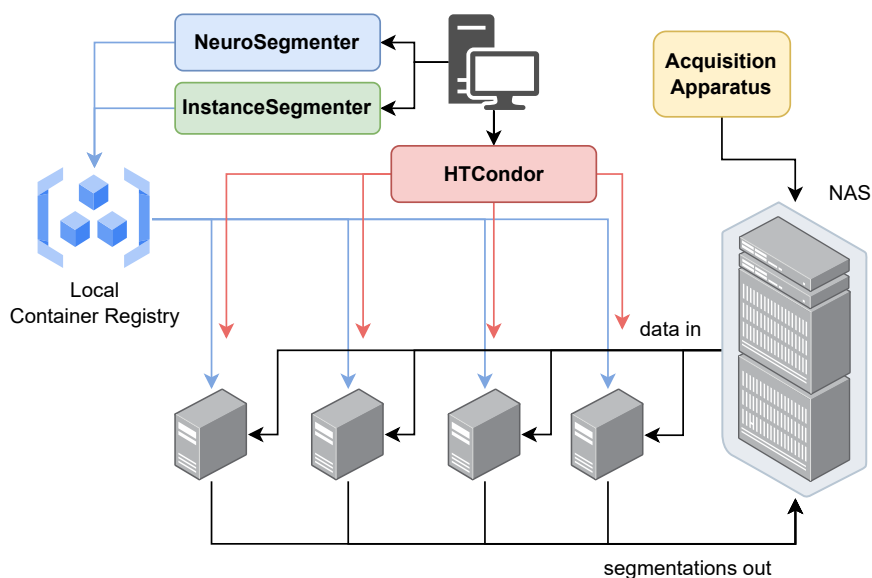 NeuroSegmenter
InstanceSegmenter
Acquisition
Apparatus
HTCondor
NAS
Local
Container Registry
data in
segmentations out